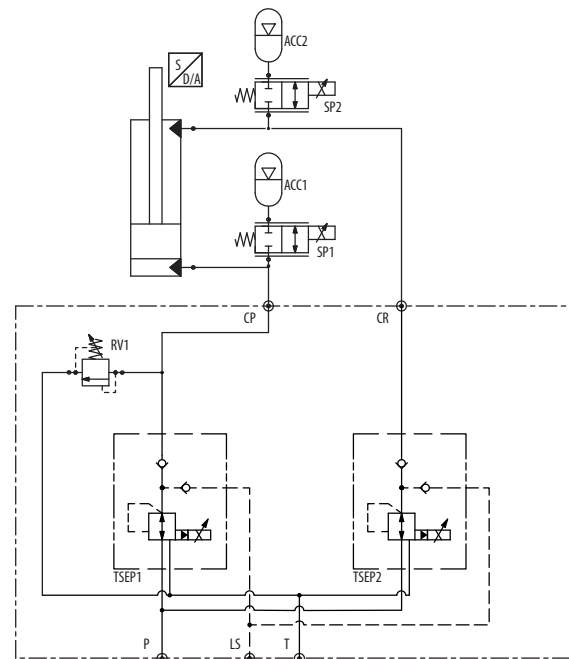 ACC2
S
D/A
SP2
ACC1
SP1
CP
CR
RV1
TSEP1
TSEP2
P
LS
T